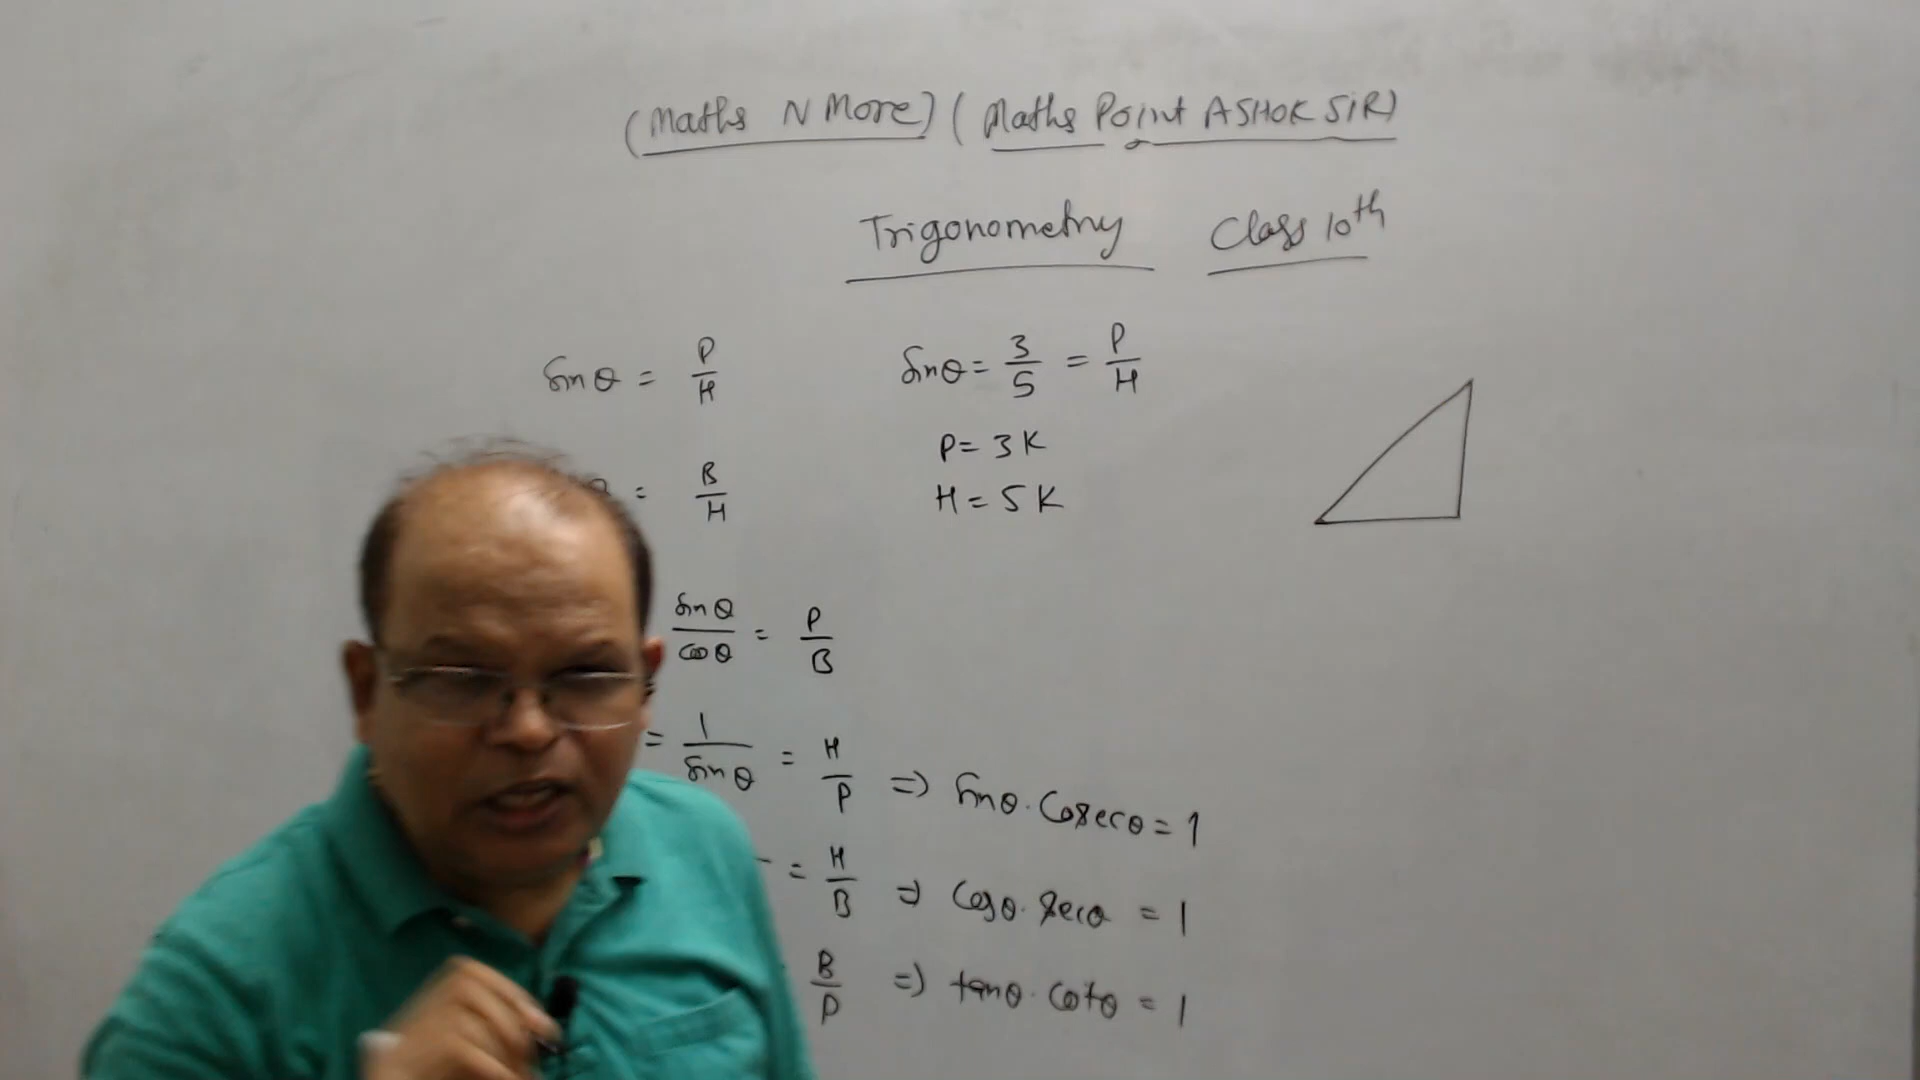 (Maths N More) (Maths Point ASHOK SIR)
Trigonometry Class 10th
sinθ = P/H
sinθ = 3/5 = P/H
P = 3K
θ = B/H
H = 5K
sinθ/cosθ = P/B
= 1/sinθ = H/P => sinθ. Cosecθ = 1
= H/B => Cosθ. Secθ = 1
B/P => tanθ. Cotθ = 1